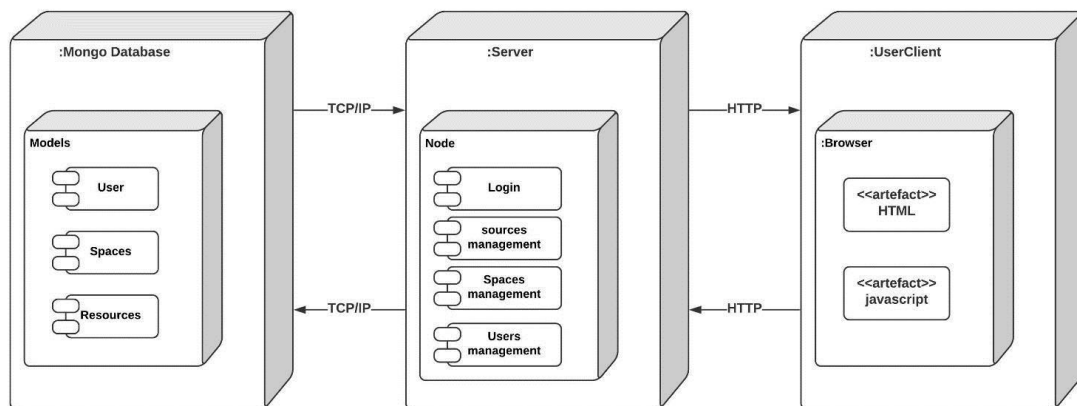 :Mongo Database
Models
User
Spaces
Resources
TCP/IP
TCP/IP
:Server
Node
Login
sources
management
Spaces
management
Users
management
HTTP
HTTP
:UserClient
:Browser
<<artefact>>
HTML
<<artefact>>
javascript